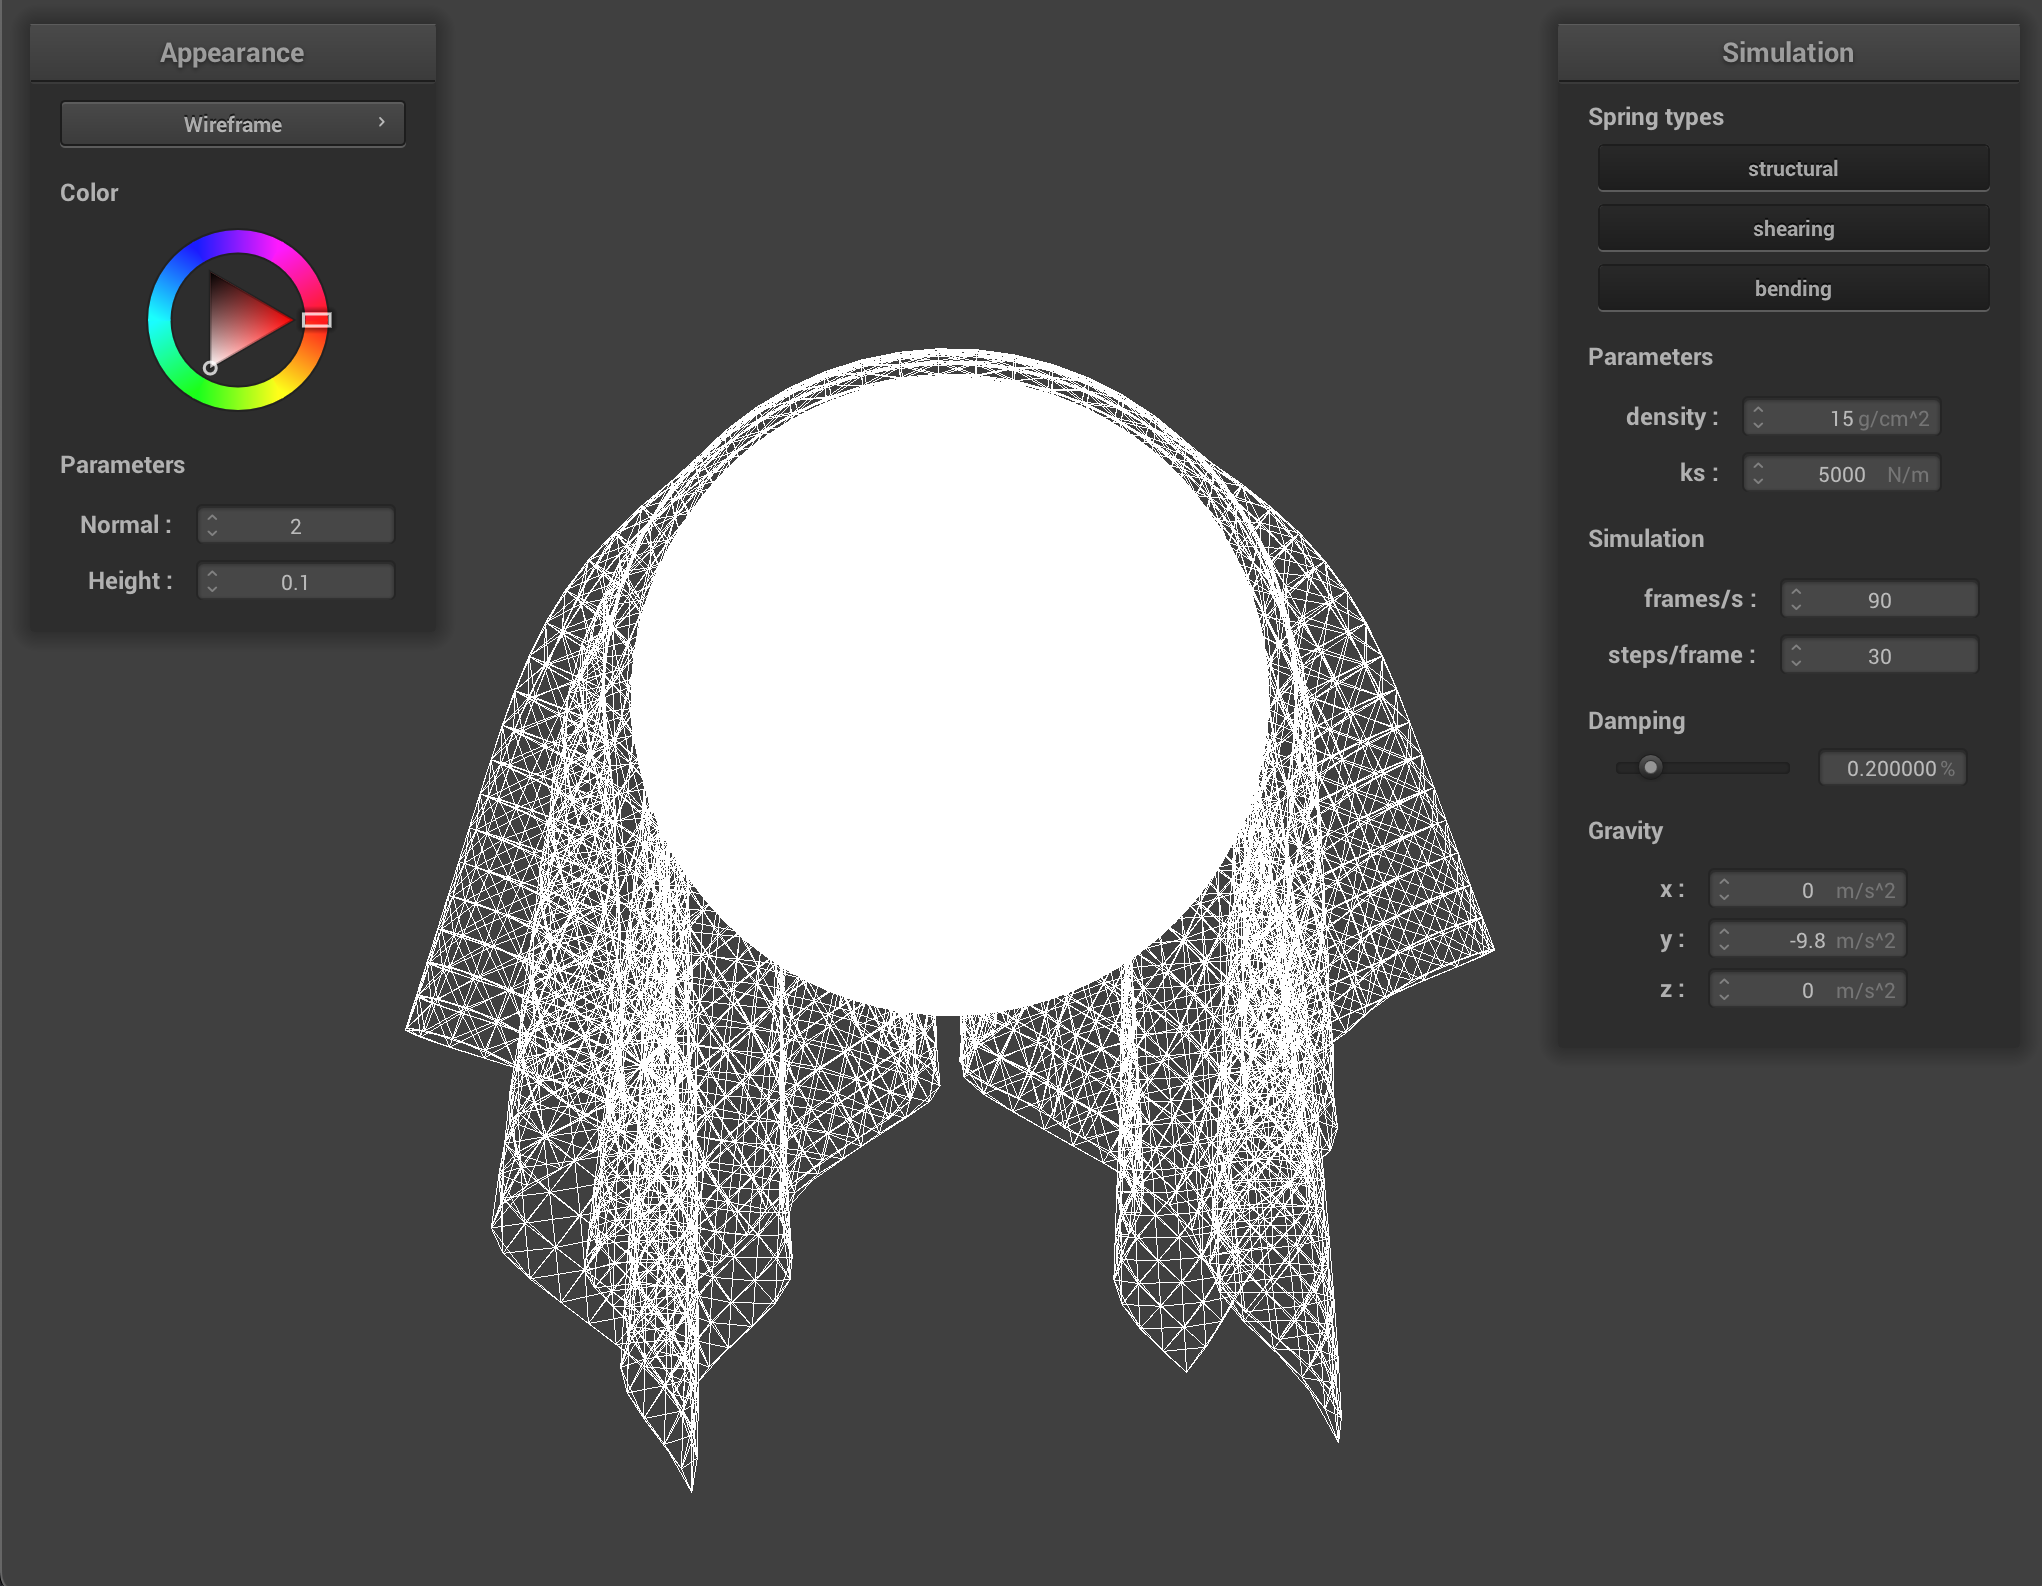 Appearance
Wireframe
Color
Parameters
Normal : 2
Height : 0.1
Simulation
Spring types
structural
shearing
bending
Parameters
density : 15 g/cm^2
ks : 5000 N/m
Simulation
frames/s : 90
steps/frame : 30
Damping
0.200000 %
Gravity
x : 0 m/s^2
y : -9.8 m/s^2
z : 0 m/s^2